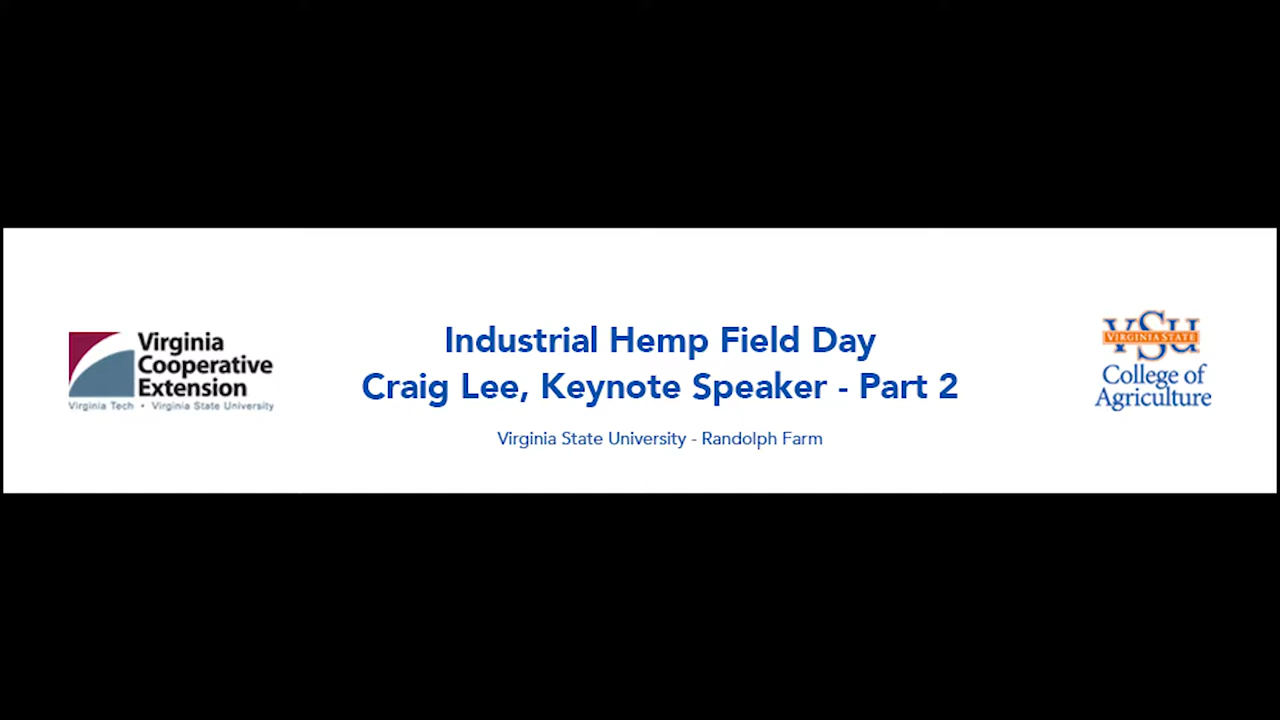 Virginia
Cooperative
Extension
Virginia Tech • Virginia State University
Industrial Hemp Field Day
Craig Lee, Keynote Speaker - Part 2
Virginia State University - Randolph Farm
VSU
VIRGINIA STATE
College of
Agriculture